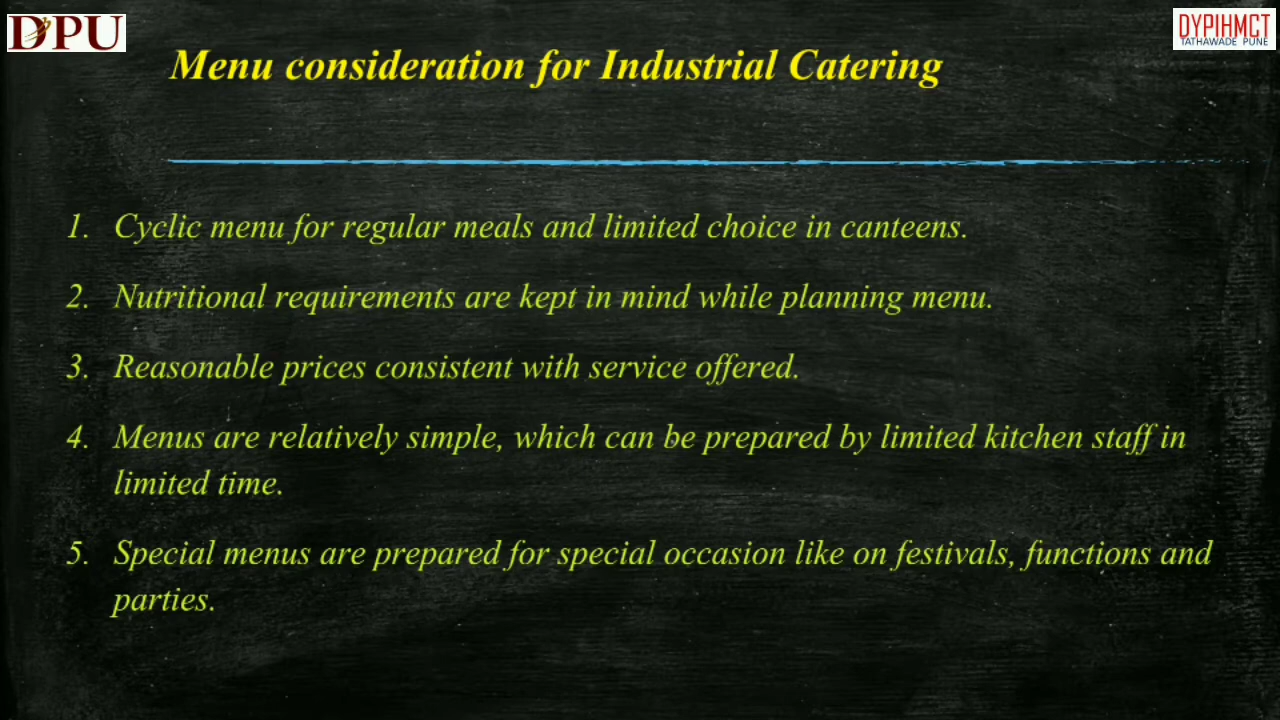 DPU
DYPIHMCT
TATHAWADE PUNE
Menu consideration for Industrial Catering
1. Cyclic menu for regular meals and limited choice in canteens.
2. Nutritional requirements are kept in mind while planning menu.
3. Reasonable prices consistent with service offered.
4. Menus are relatively simple, which can be prepared by limited kitchen staff in
limited time.
5. Special menus are prepared for special occasion like on festivals, functions and
parties.